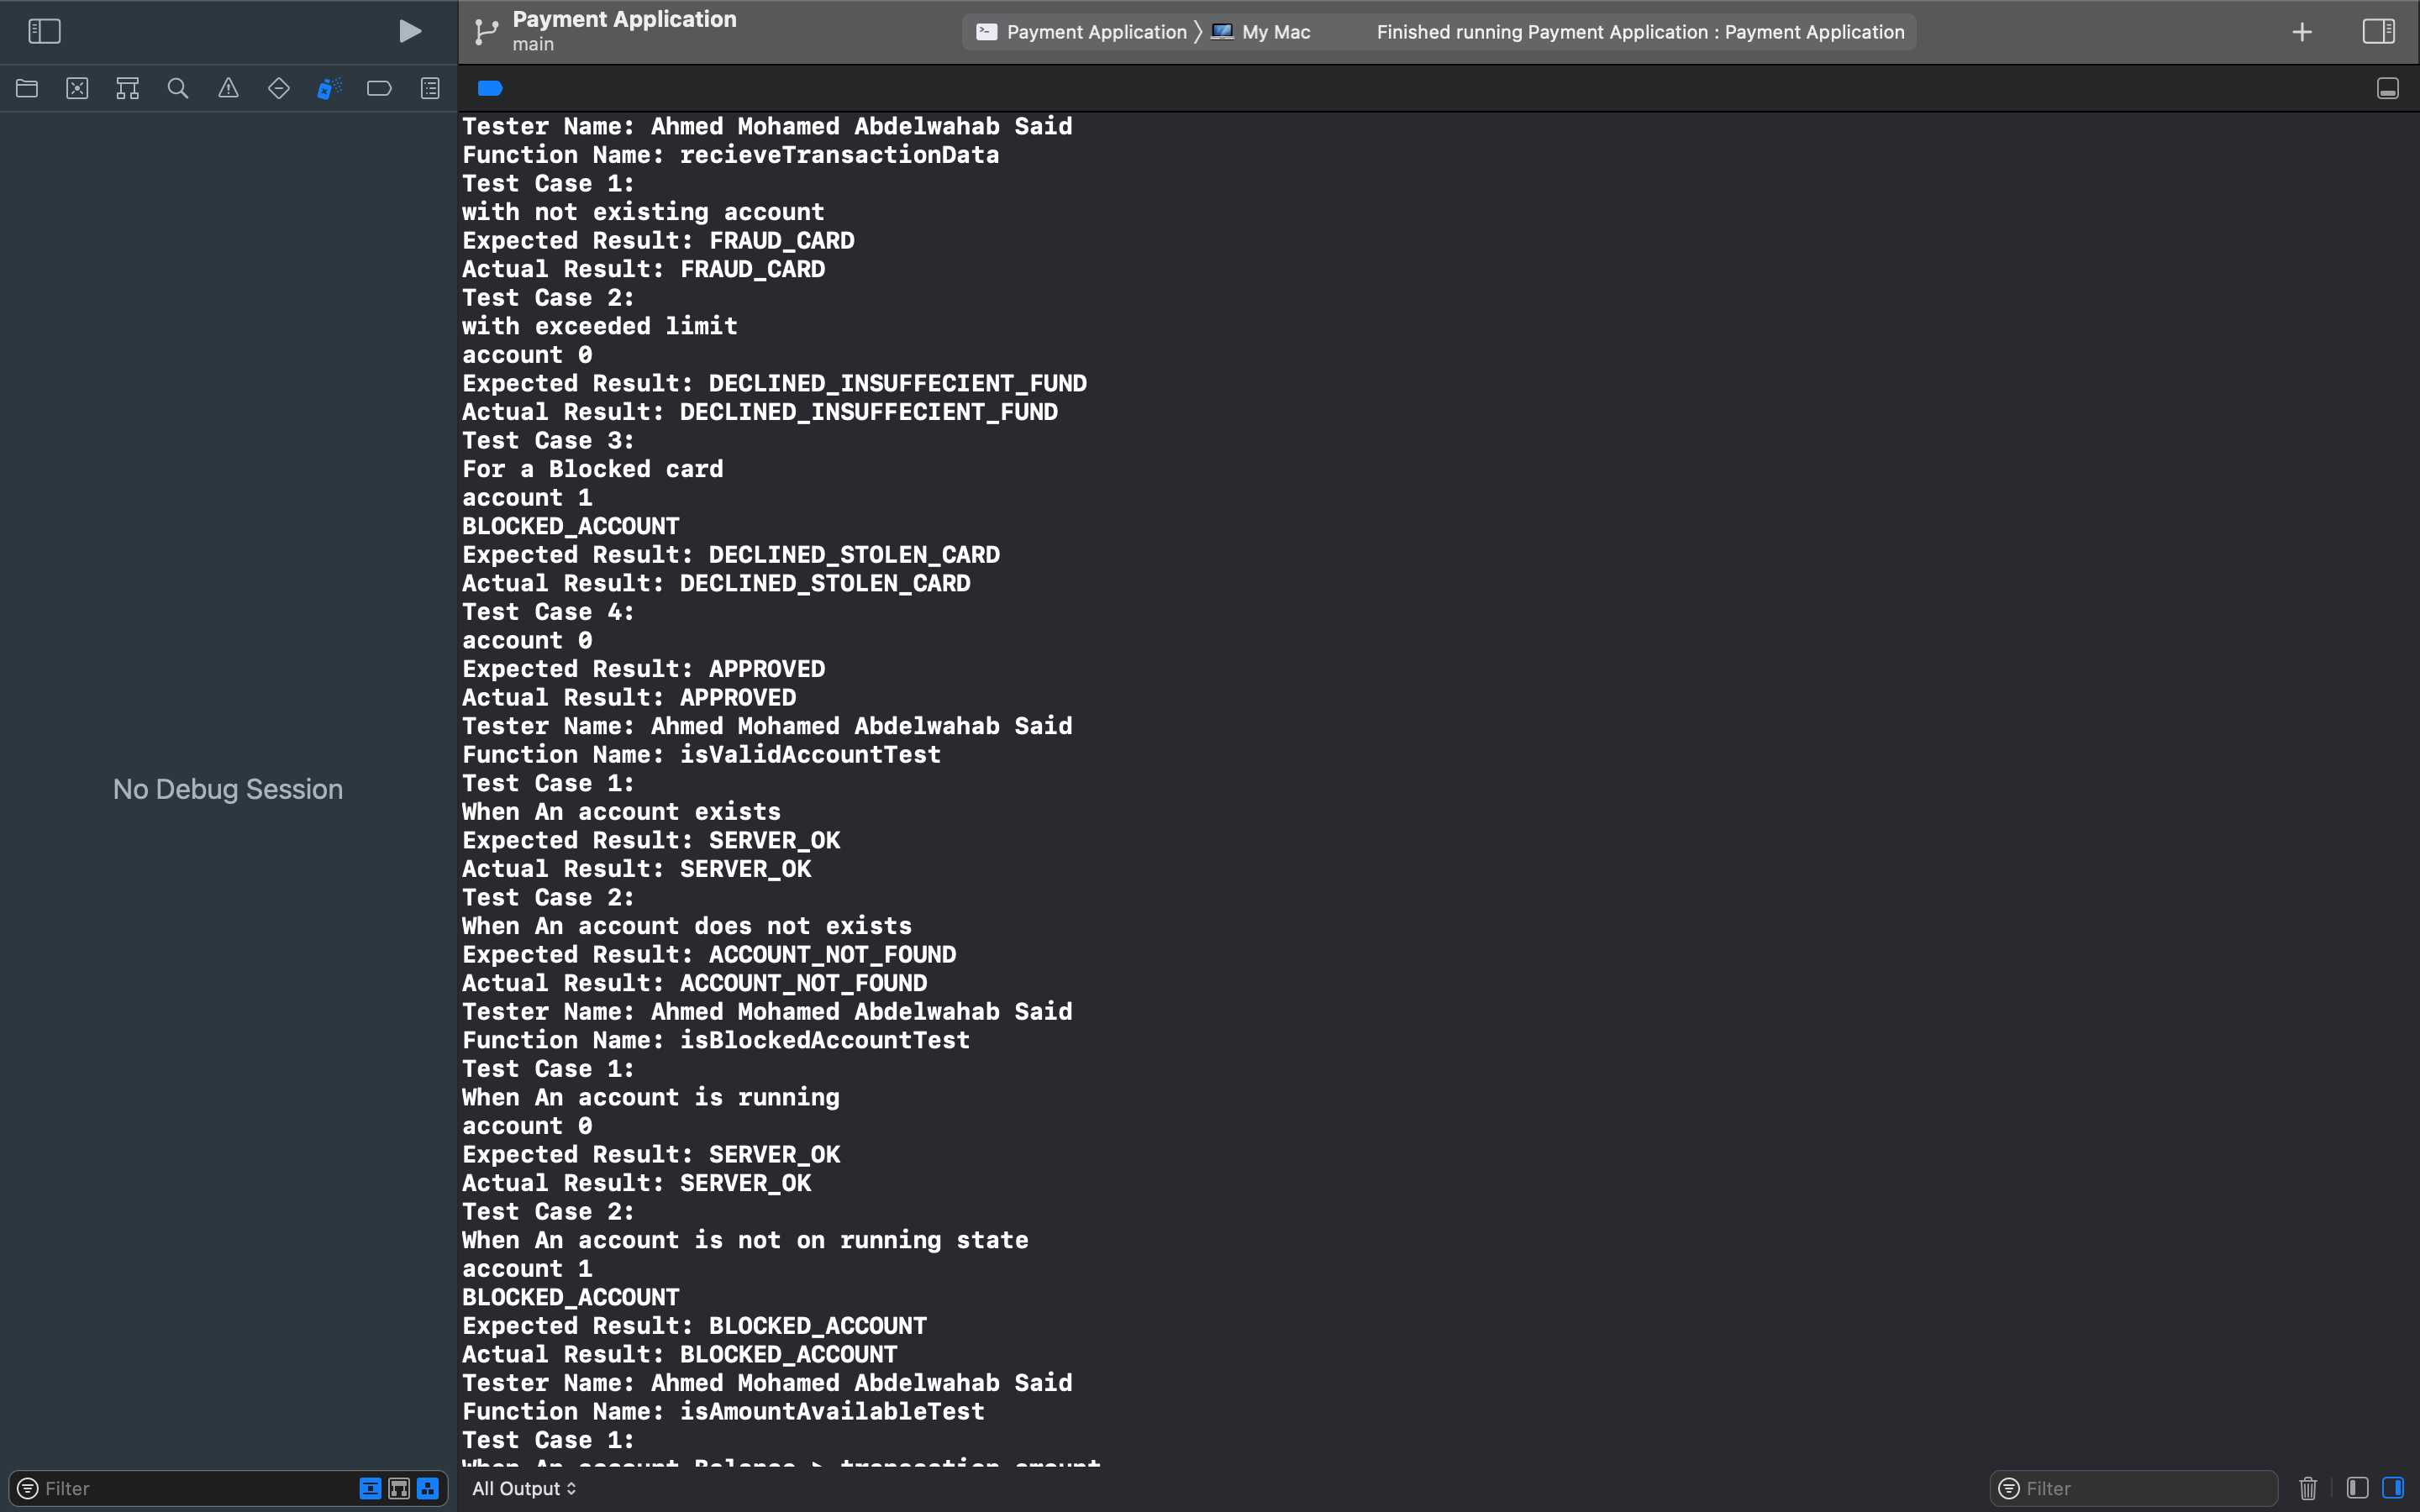 Payment Application
main
Payment Application
My Mac
Finished running Payment Application : Payment Application
Tester Name: Ahmed Mohamed Abdelwahab Said
Function Name: recieveTransactionData
Test Case 1:
with not existing account
Expected Result: FRAUD_CARD
Actual Result: FRAUD_CARD
Test Case 2:
with exceeded limit
account 0
Expected Result: DECLINED_INSUFFECIENT_FUND
Actual Result: DECLINED_INSUFFECIENT_FUND
Test Case 3:
For a Blocked card
account 1
BLOCKED_ACCOUNT
Expected Result: DECLINED_STOLEN_CARD
Actual Result: DECLINED_STOLEN_CARD
Test Case 4:
account 0
Expected Result: APPROVED
Actual Result: APPROVED
Tester Name: Ahmed Mohamed Abdelwahab Said
Function Name: isValidAccountTest
Test Case 1:
When An account exists
Expected Result: SERVER_OK
Actual Result: SERVER_OK
Test Case 2:
When An account does not exists
Expected Result: ACCOUNT_NOT_FOUND
Actual Result: ACCOUNT_NOT_FOUND
Tester Name: Ahmed Mohamed Abdelwahab Said
Function Name: isBlockedAccountTest
Test Case 1:
When An account is running
account 0
Expected Result: SERVER_OK
Actual Result: SERVER_OK
Test Case 2:
When An account is not on running state
account 1
BLOCKED_ACCOUNT
Expected Result: BLOCKED_ACCOUNT
Actual Result: BLOCKED_ACCOUNT
Tester Name: Ahmed Mohamed Abdelwahab Said
Function Name: isAmountAvailableTest
Test Case 1:
When An account Balance > transaction amount
No Debug Session
Filter
All Output
Filter